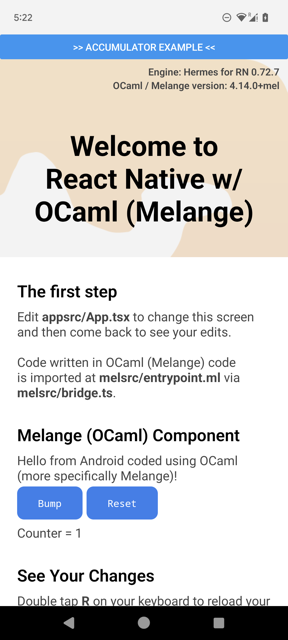 5:22
>> ACCUMULATOR EXAMPLE <<
Engine: Hermes for RN 0.72.7
OCaml / Melange version: 4.14.0+mel
Welcome to
React Native w/
OCaml (Melange)
The first step
Edit appsrc/App.tsx to change this screen
and then come back to see your edits.
Code written in OCaml (Melange) code
is imported at melsrc/entrypoint.ml via
melsrc/bridge.ts.
Melange (OCaml) Component
Hello from Android coded using OCaml
(more specifically Melange)!
Bump Reset
Counter = 1
See Your Changes
Double tap R on your keyboard to reload your